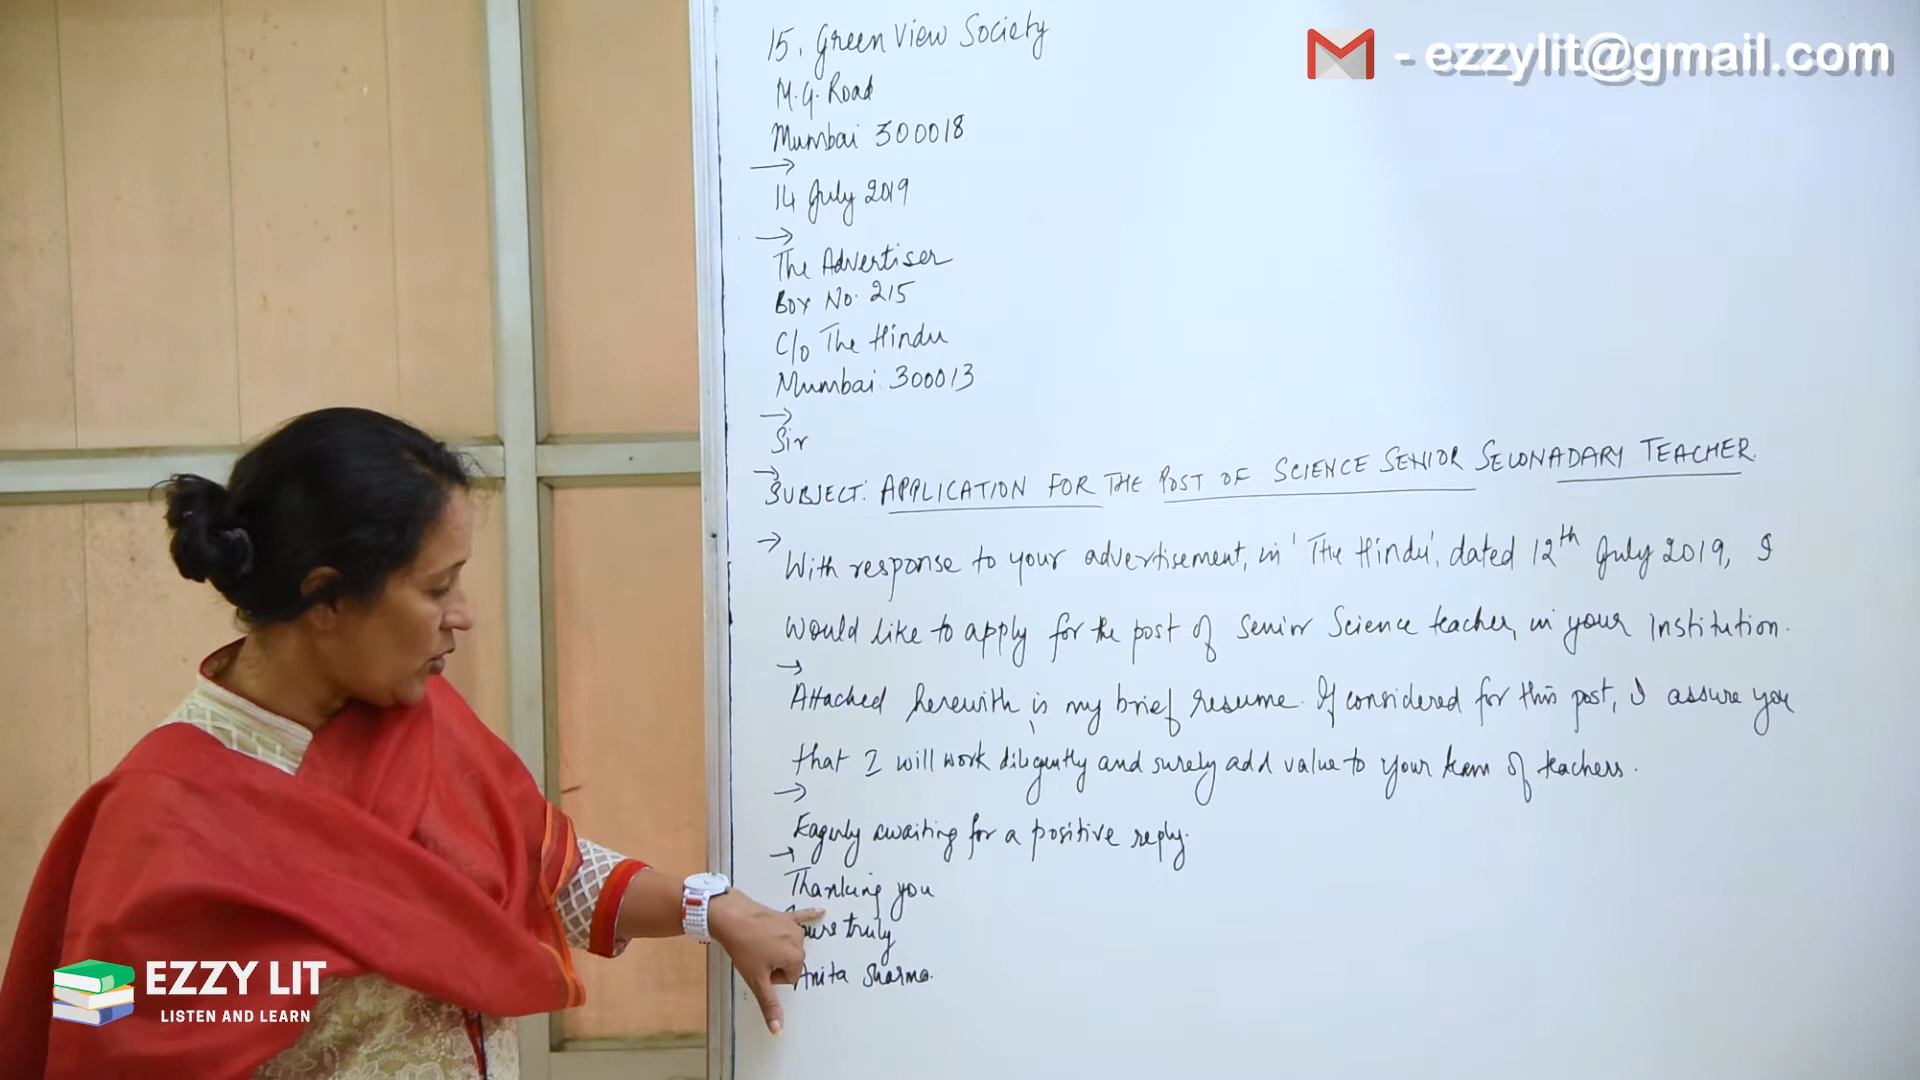 15, Green View Society
M.G. Road
Mumbai 300018
14 July 2019
The Advertiser
Box No. 215
C/o The Hindu
Mumbai 300013
Sir
SUBJECT: APPLICATION FOR THE POST OF SCIENCE SENIOR SECONADARY TEACHER.
With response to your advertisement, in 'The Hindu', dated 12th July 2019, I
would like to apply for the post of Senior Science teacher, in your institution.
Attached herewith is my brief resume. If considered for this post, I assure you
that I will work diligently and surely add value to your team of teachers.
Eagerly awaiting for a positive reply.
Thanking you
truly
Anita Sharma.
- ezzylit@gmail.com
EZZY LIT
LISTEN AND LEARN